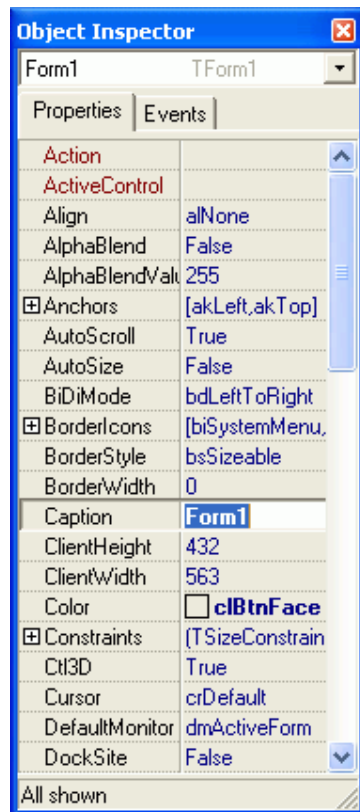 Object Inspector
Form1 TForm1
Properties Events
Action
ActiveControl
Align alNone
AlphaBlend False
AlphaBlendValu 255
Anchors [akLeft,akTop]
AutoScroll True
AutoSize False
BiDiMode bdLeftToRight
BorderIcons [biSystemMenu,
BorderStyle bsSizeable
BorderWidth 0
Caption Form1
ClientHeight 432
ClientWidth 563
Color clBtnFace
Constraints (TSizeConstrain
Ctl3D True
Cursor crDefault
DefaultMonitor dmActiveForm
DockSite False
All shown